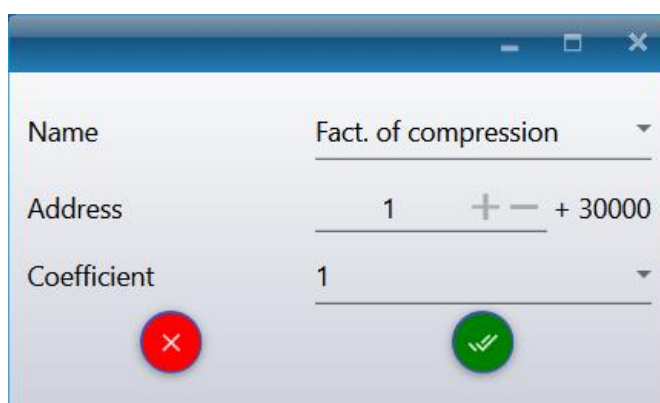 Name Fact. of compression
Address 1 + 30000
Coefficient 1